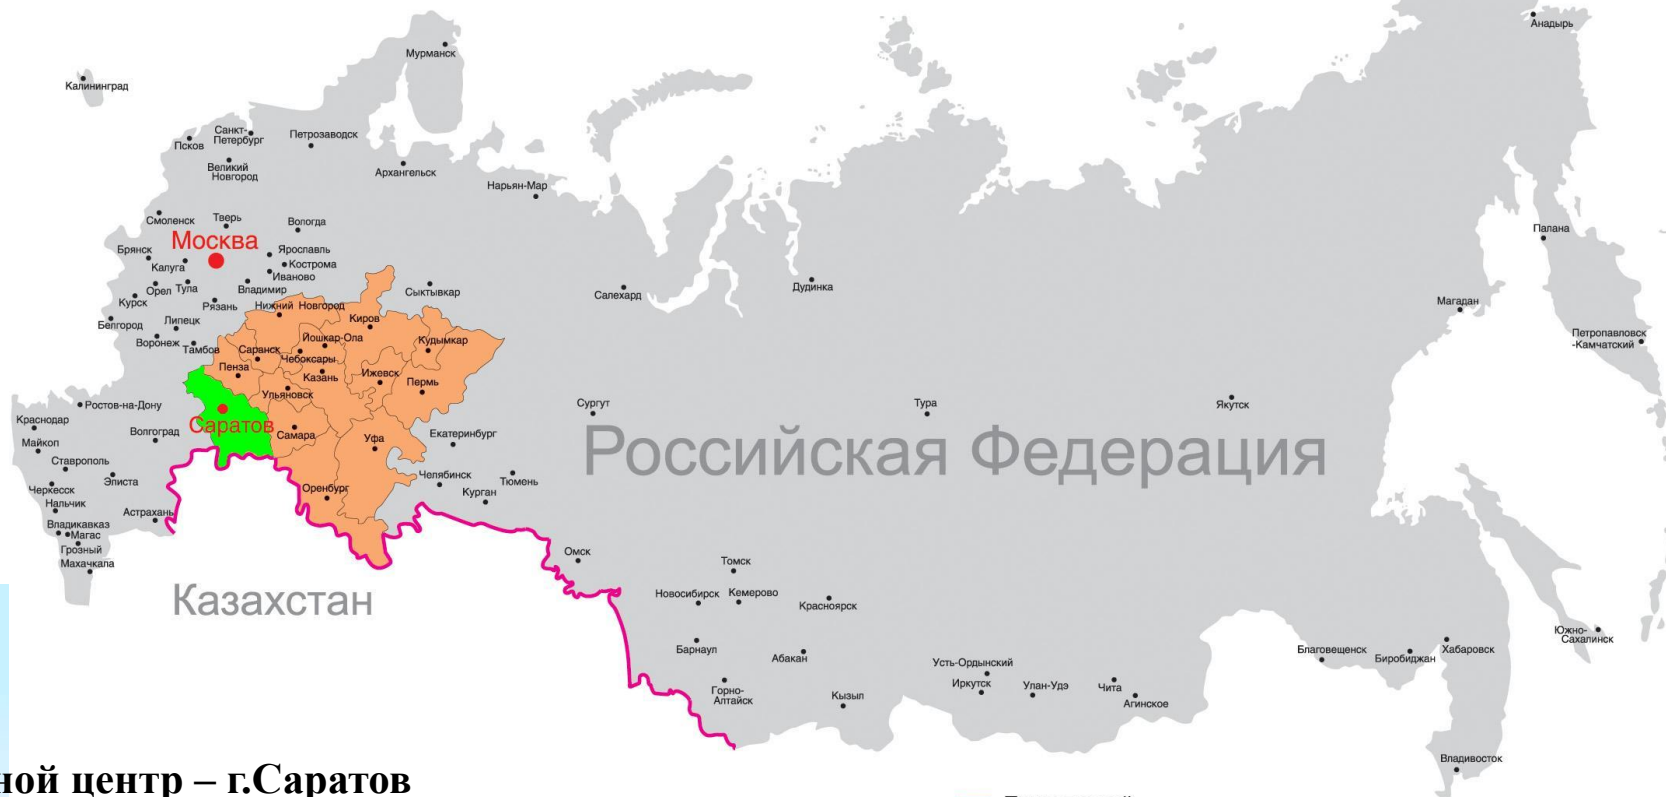 Анадырь
Мурманск
Калининград
Санкт-
Петербург
Петрозаводск
Псков
Великий
Новгород
Архангельск
Нарьян-Мар
Смоленск
Тверь
Вологда
Москва
Палана
Брянск
Ярославль
Калуга
Кострома
Иваново
Орел
Тула
Владимир
Сыктывкар
Салехард
Дудинка
Курск
Рязань
Нижний Новгород
Магадан
Белгород
Липецк
Киров
Петропавловск
-Камчатский
Воронеж
Тамбов
Саранск
Йошкар-Ола
Чебоксары
Кудымкар
Пенза
Казань
Ижевск
Пермь
Ульяновск
Ростов-на-Дону
Сургут
Тура
Якутск
Краснодар
Саратов
Волгоград
Самара
Уфа
Екатеринбург
Российская Федерация
Майкоп
Ставрополь
Элиста
Челябинск
Тюмень
Черкесск
Оренбург
Курган
Нальчик
Астрахань
Владикавказ
Магас
Грозный
Махачкала
Омск
Томск
Казахстан
Новосибирск
Кемерово
Красноярск
Южно-
Сахалинск
Барнаул
Абакан
Усть-Ордынский
Благовещенск
Биробиджан
Хабаровск
Горно-
Алтайск
Кызыл
Иркутск
Улан-Удэ
Чита
Агинское
Владивосток
ной центр – г.Саратов